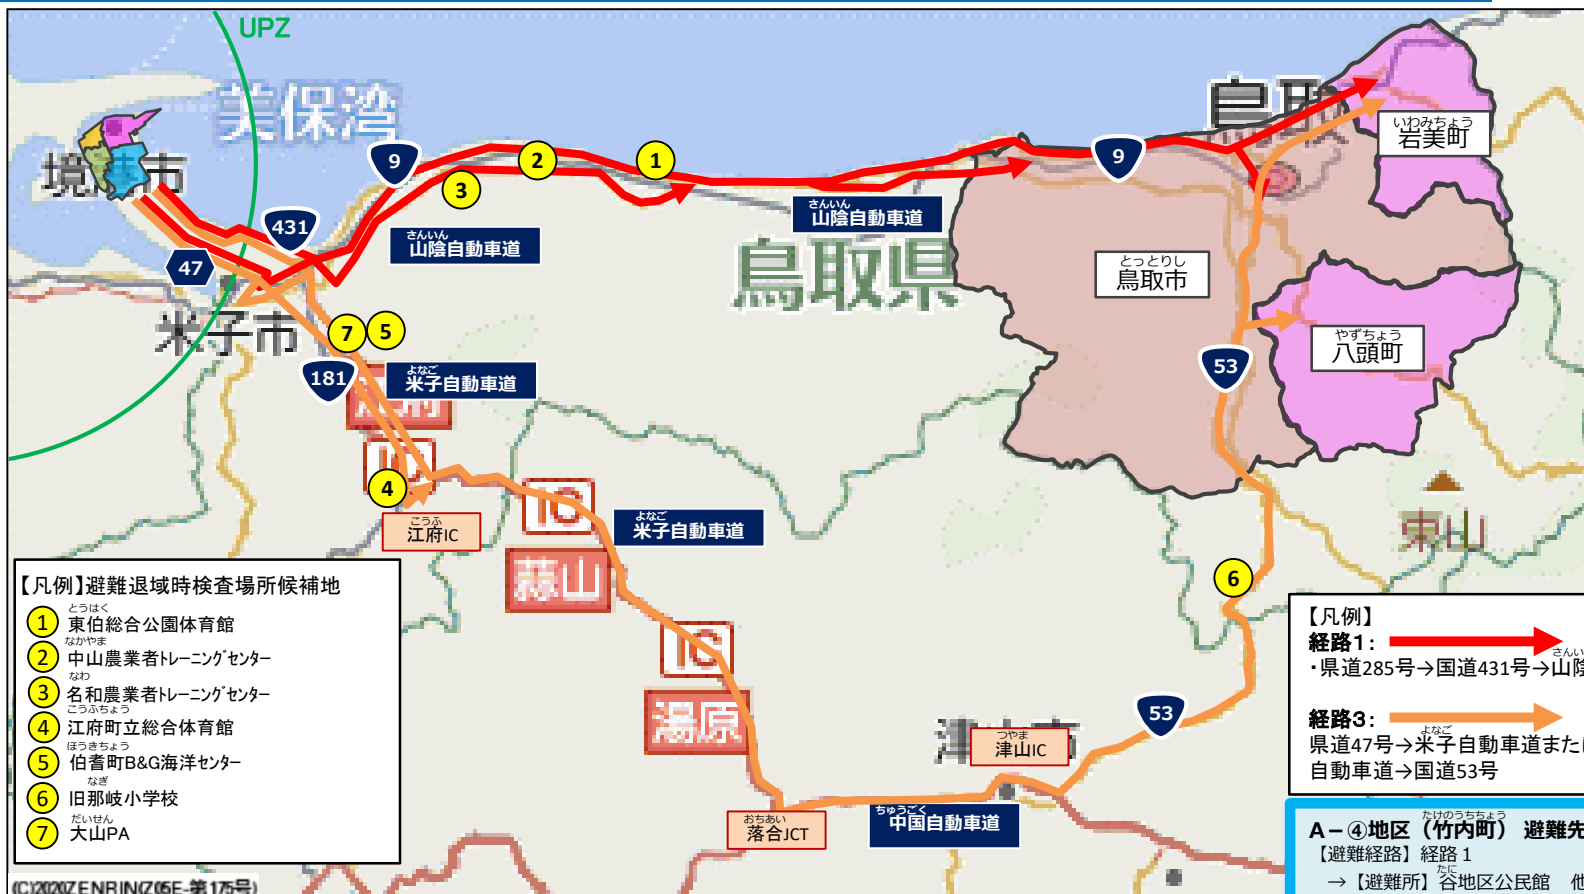 UPZ
美保湾
境港市
米子市
鳥取県
鳥取
9
431
47
181
2
1
3
7
5
4
6
9
53
53
さんいん
山陰自動車道
さんいん
山陰自動車道
よなご
米子自動車道
よなご
米子自動車道
ちゅうごく
中国自動車道
いわみちょう
岩美町
とっとりし
鳥取市
やずちょう
八頭町
こうふ
江府IC
IC
蒜山
IC
湯原
つやま
津山IC
おちあい
落合JCT
東山
【凡例】避難退域時検査場所候補地
とうはく
1 東伯総合公園体育館
なかやま
2 中山農業者トレーニングセンター
なわ
3 名和農業者トレーニングセンター
こうふちょう
4 江府町立総合体育館
ほうきちょう
5 伯耆町B&G海洋センター
なぎ
6 旧那岐小学校
だいせん
7 大山PA
【凡例】
経路1:
さんい
・県道285号→国道431号→山陰
経路3:
よなご
県道47号→米子自動車道または
自動車道→国道53号
たけのうちちょう
A-④地区（竹内町） 避難先
【避難経路】経路1
たに
→【避難所】谷地区公民館 他
(C)2020ZENRIN(Z05E-第175号)